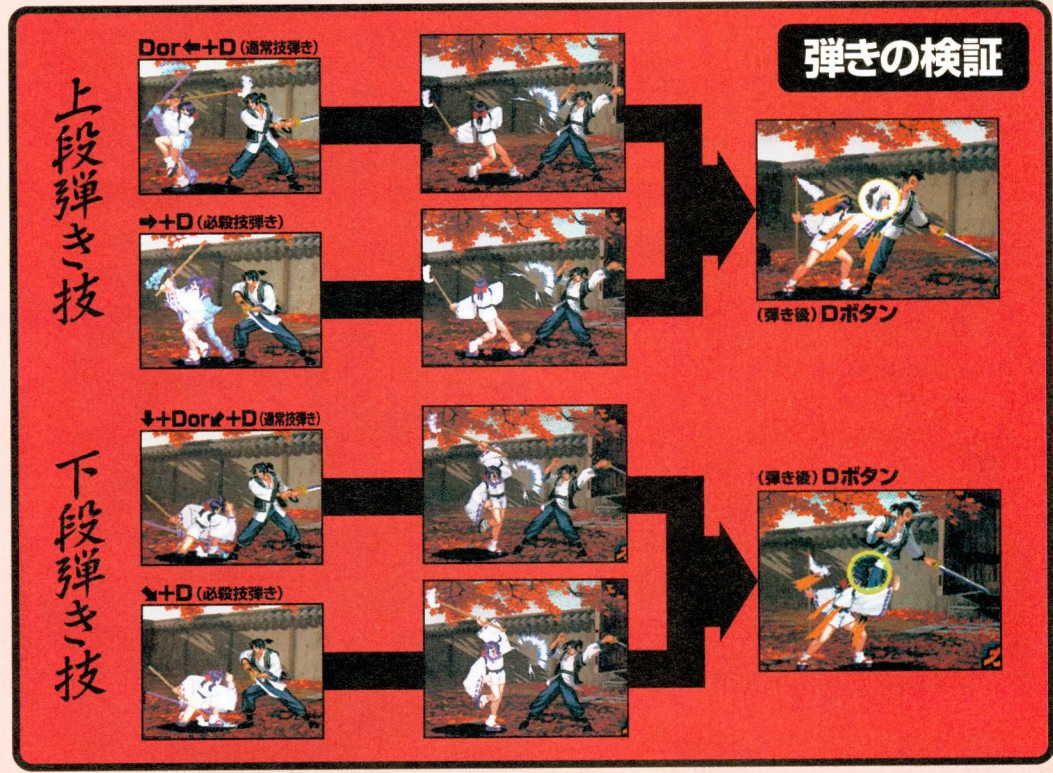 弾きの検証
上段弾き技
Dor←+D(通常技弾き)
→+D(必殺技弾き)
(弾き後)Dボタン
下段弾き技
↓+Dor↙+D(通常技弾き)
↘+D(必殺技弾き)
(弾き後)Dボタン